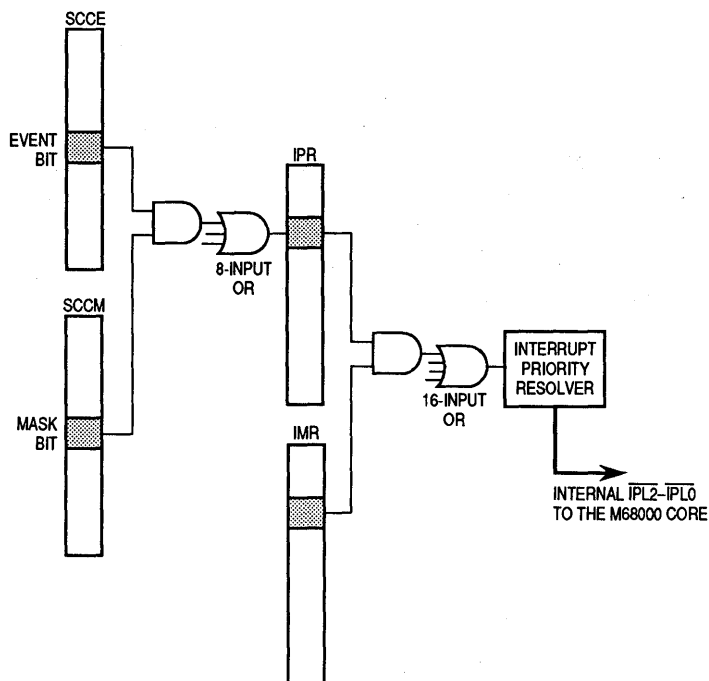 SCCE
EVENT
BIT
IPR
8-INPUT
OR
SCCM
MASK
BIT
INTERRUPT
PRIORITY
RESOLVER
16-INPUT
OR
IMR
INTERNAL IPL2-IPL0
TO THE M68000 CORE